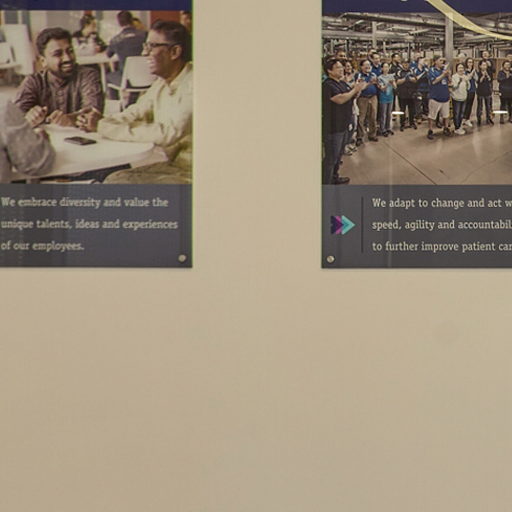 We embrace diversity and value the
unique talents, ideas and experiences
of our employees.
We adapt to change and act w
speed, agility and accountabil
to further improve patient car